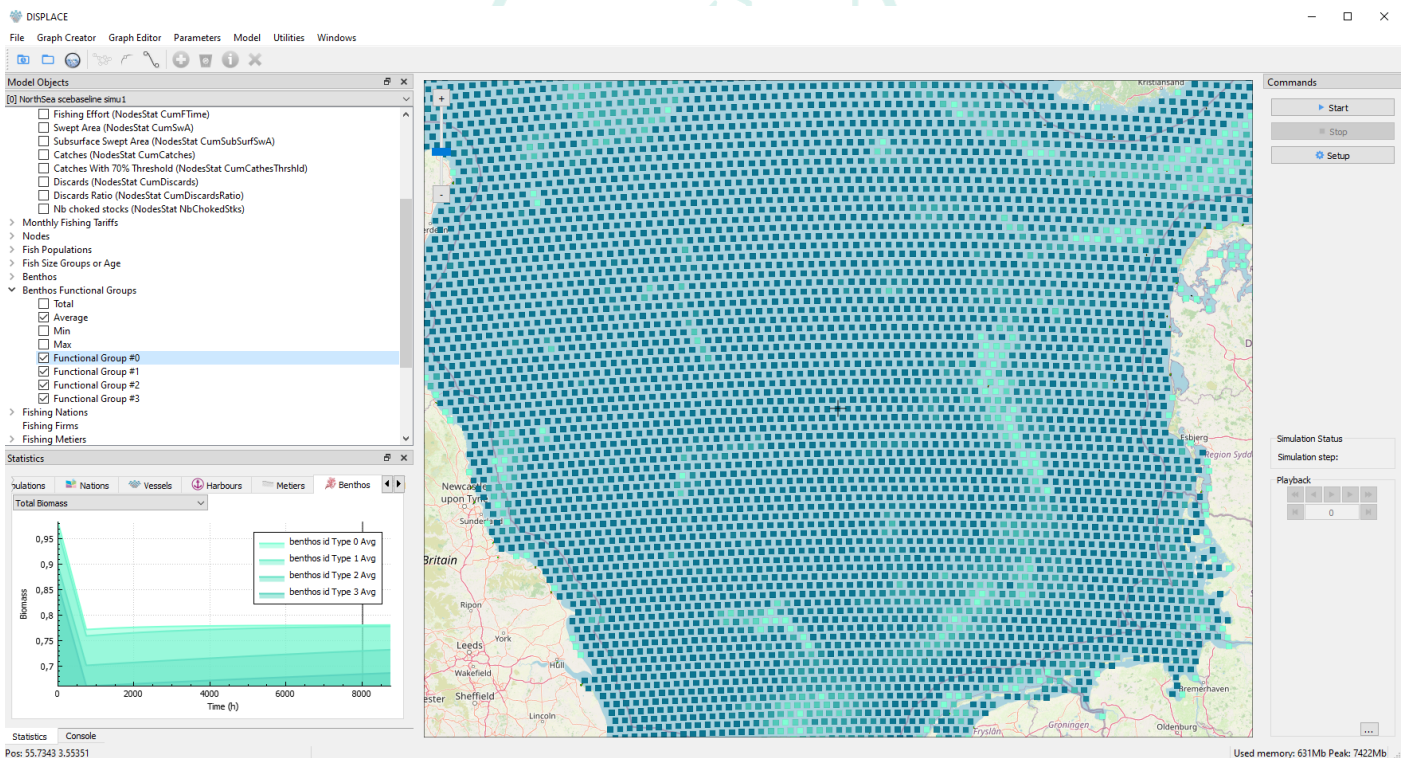 DISPLACE
File Graph Creator Graph Editor Parameters Model Utilities Windows
Model Objects
[0] NorthSea scebaseline simu1
Fishing Effort (NodesStat CumFTime)
Swept Area (NodesStat CumSwA)
Subsurface Swept Area (NodesStat CumSubSurfSwA)
Catches (NodesStat CumCatches)
Catches With 70% Threshold (NodesStat CumCathesThrshld)
Discards (NodesStat CumDiscards)
Discards Ratio (NodesStat CumDiscardsRatio)
Nb choked stocks (NodesStat NbChokedStks)
Monthly Fishing Tariffs
Nodes
Fish Populations
Fish Size Groups or Age
Benthos
Benthos Functional Groups
Total
Average
Min
Max
Functional Group #0
Functional Group #1
Functional Group #2
Functional Group #3
Fishing Nations
Fishing Firms
Fishing Metiers
Statistics
ulations Nations Vessels Harbours Metiers Benthos
Total Biomass
benthos id Type 0 Avg
benthos id Type 1 Avg
benthos id Type 2 Avg
benthos id Type 3 Avg
0,95
0,9
0,85
0,8
0,75
0,7
Biomass
0 2000 4000 6000 8000
Time (h)
Statistics Console
Pos: 55.7343 3.55351
+
-
Kristiansand
Esbjerg
Region Sydd
Newcas
upon Tyn
Sunder
Britain
Ripon
York
Leeds
Hull
Wakefield
Sheffield
Lincoln
Bremerhaven
Groningen
Fryslân
Oldenburg
Commands
Start
Stop
Setup
Simulation Status
Simulation step:
Playback
0
...
Used memory: 631Mb Peak: 7422Mb